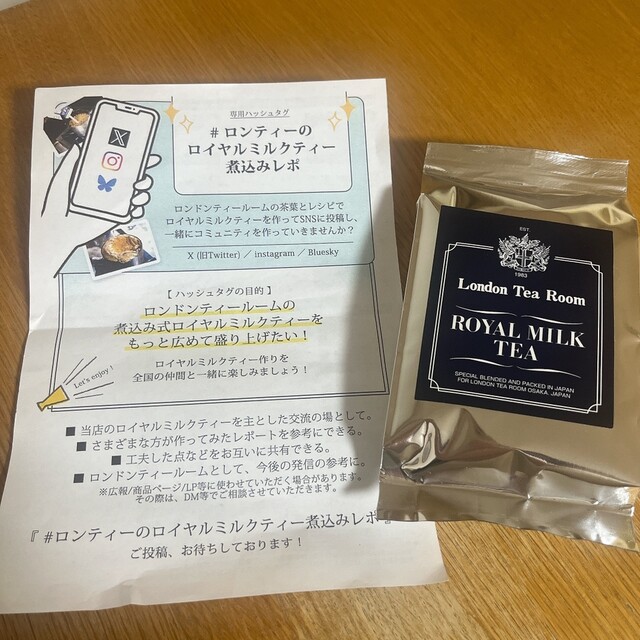 専用ハッシュタグ
# ロンティーの
ロイヤルミルクティー
煮込みレポ
ロンドンティールームの茶葉とレシピで
ロイヤルミルクティーを作ってSNSに投稿し、
一緒にコミュニティを作っていきませんか?
X (旧Twitter) / instagram / Bluesky
【 ハッシュタグの目的 】
ロンドンティールームの
煮込み式ロイヤルミルクティーを
もっと広めて盛り上げたい!
ロイヤルミルクティー作りを
全国の仲間と一緒に楽しみましょう!
Let's enjoy!
■ 当店のロイヤルミルクティーを主とした交流の場として。
■ さまざまな方が作ってみたレポートを参考にできる。
■ 工夫した点などをお互いに共有できる。
■ ロンドンティールームとして、今後の発信の参考に。
※広報/商品ページ/LP等に使わせていただく場合があります。
その際は、DM等でご相談させていただきます。
『 #ロンティーのロイヤルミルクティー煮込みレポ 』
ご投稿、お待ちしております!
EST.
1983
London Tea Room
ROYAL MILK
TEA
SPECIAL BLENDED AND PACKED IN JAPAN
FOR LONDON TEA ROOM OSAKA. JAPAN